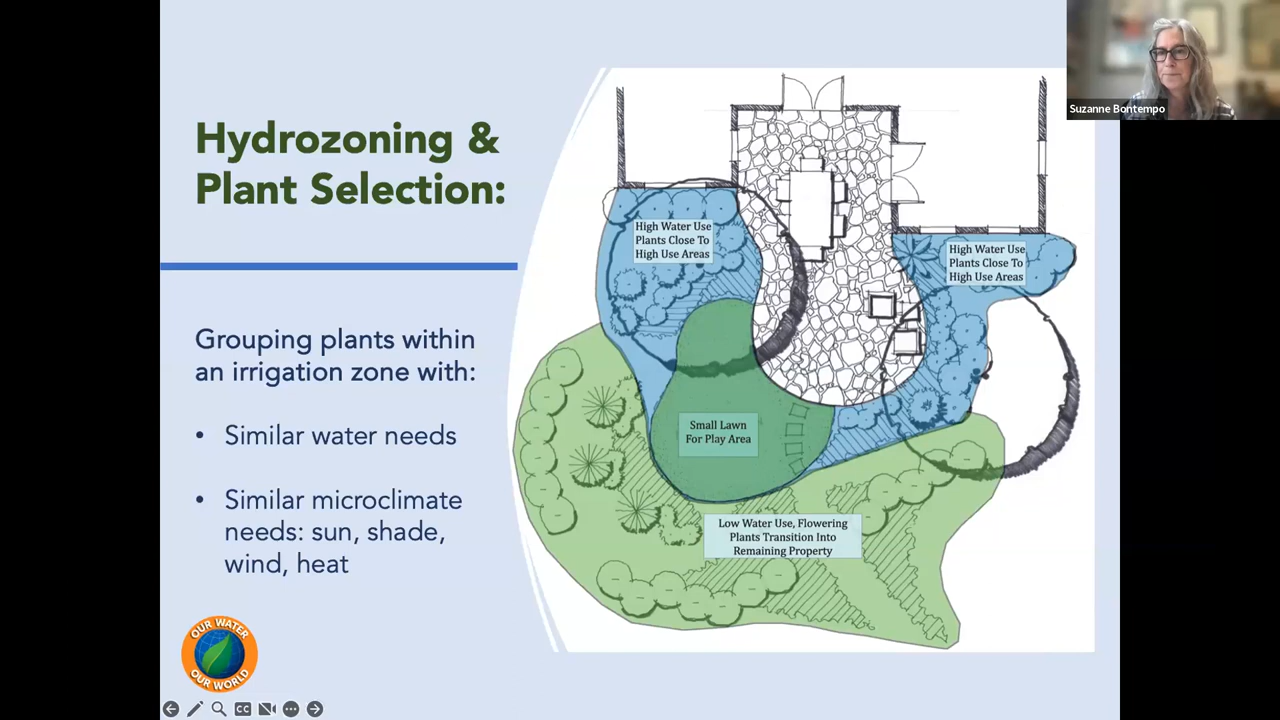 Suzanne Bontempo
Hydrozoning &
Plant Selection:
Grouping plants within
an irrigation zone with:
• Similar water needs
• Similar microclimate
needs: sun, shade,
wind, heat
High Water Use
Plants Close To
High Use Areas
High Water Use
Plants Close To
High Use Areas
Small Lawn
For Play Area
Low Water Use, Flowering
Plants Transition Into
Remaining Property
OUR WATER
OUR WORLD
CC